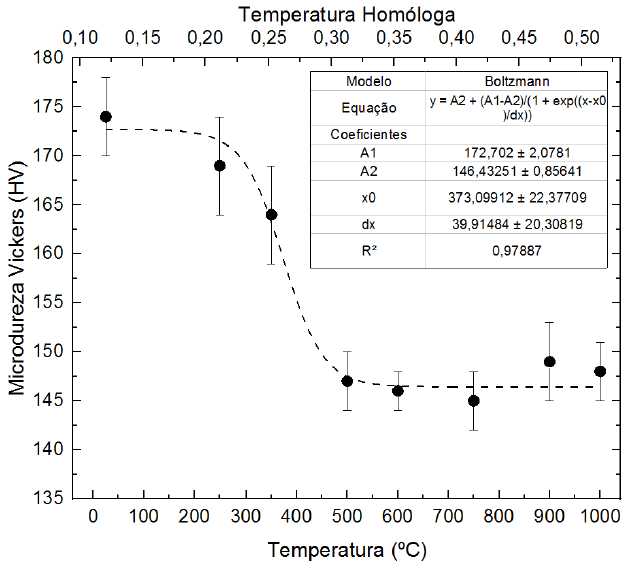 Temperatura Homóloga
0,10 0,15 0,20 0,25 0,30 0,35 0,40 0,45 0,50
180
175
170
165
160
155
150
145
140
135
Microdureza Vickers (HV)
Modelo Boltzmann
Equação y = A2 + (A1-A2)/(1 + exp((x-x0
)/dx))
Coeficientes
A1 172,702 ± 2,0781
A2 146,43251 ± 0,85641
x0 373,09912 ± 22,37709
dx 39,91484 ± 20,30819
R² 0,97887
0 100 200 300 400 500 600 700 800 900 1000
Temperatura (ºC)